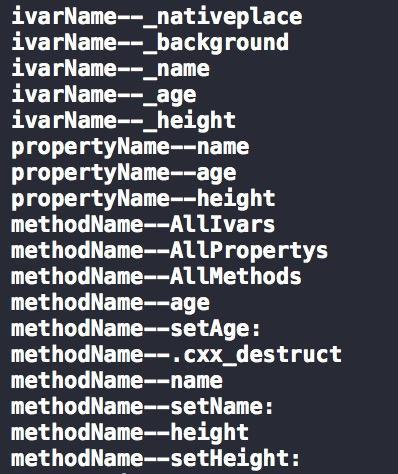 ivarName--_nativeplace
ivarName--_background
ivarName--_name
ivarName--_age
ivarName--_height
propertyName--name
propertyName--age
propertyName--height
methodName--AllIvars
methodName--AllPropertys
methodName--AllMethods
methodName--age
methodName--setAge:
methodName--.cxx_destruct
methodName--name
methodName--setName:
methodName--height
methodName--setHeight: